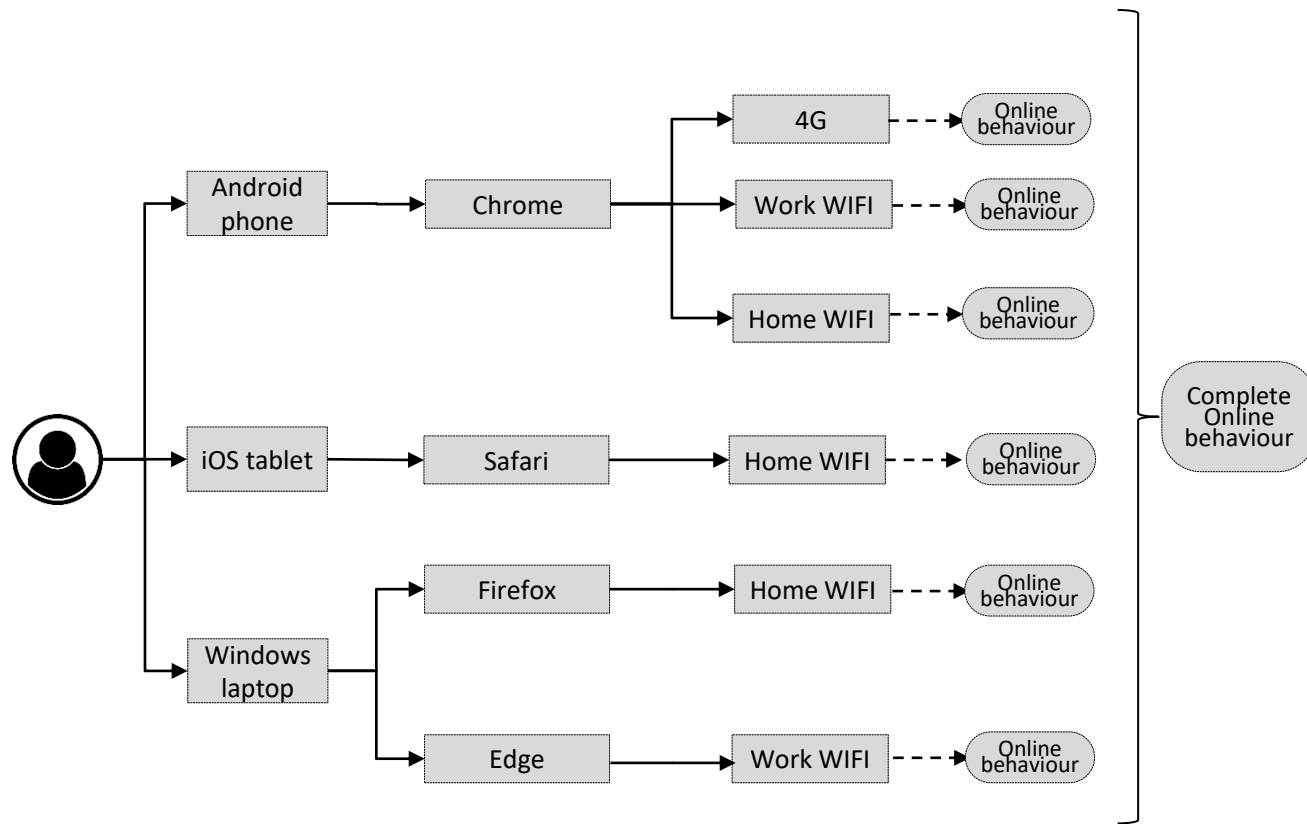 4G
Online
behaviour
Android
phone
Chrome
Work WIFI
Online
behaviour
Home WIFI
Online
behaviour
Complete
Online
behaviour
iOS tablet
Safari
Home WIFI
Online
behaviour
Firefox
Home WIFI
Online
behaviour
Windows
laptop
Edge
Work WIFI
Online
behaviour